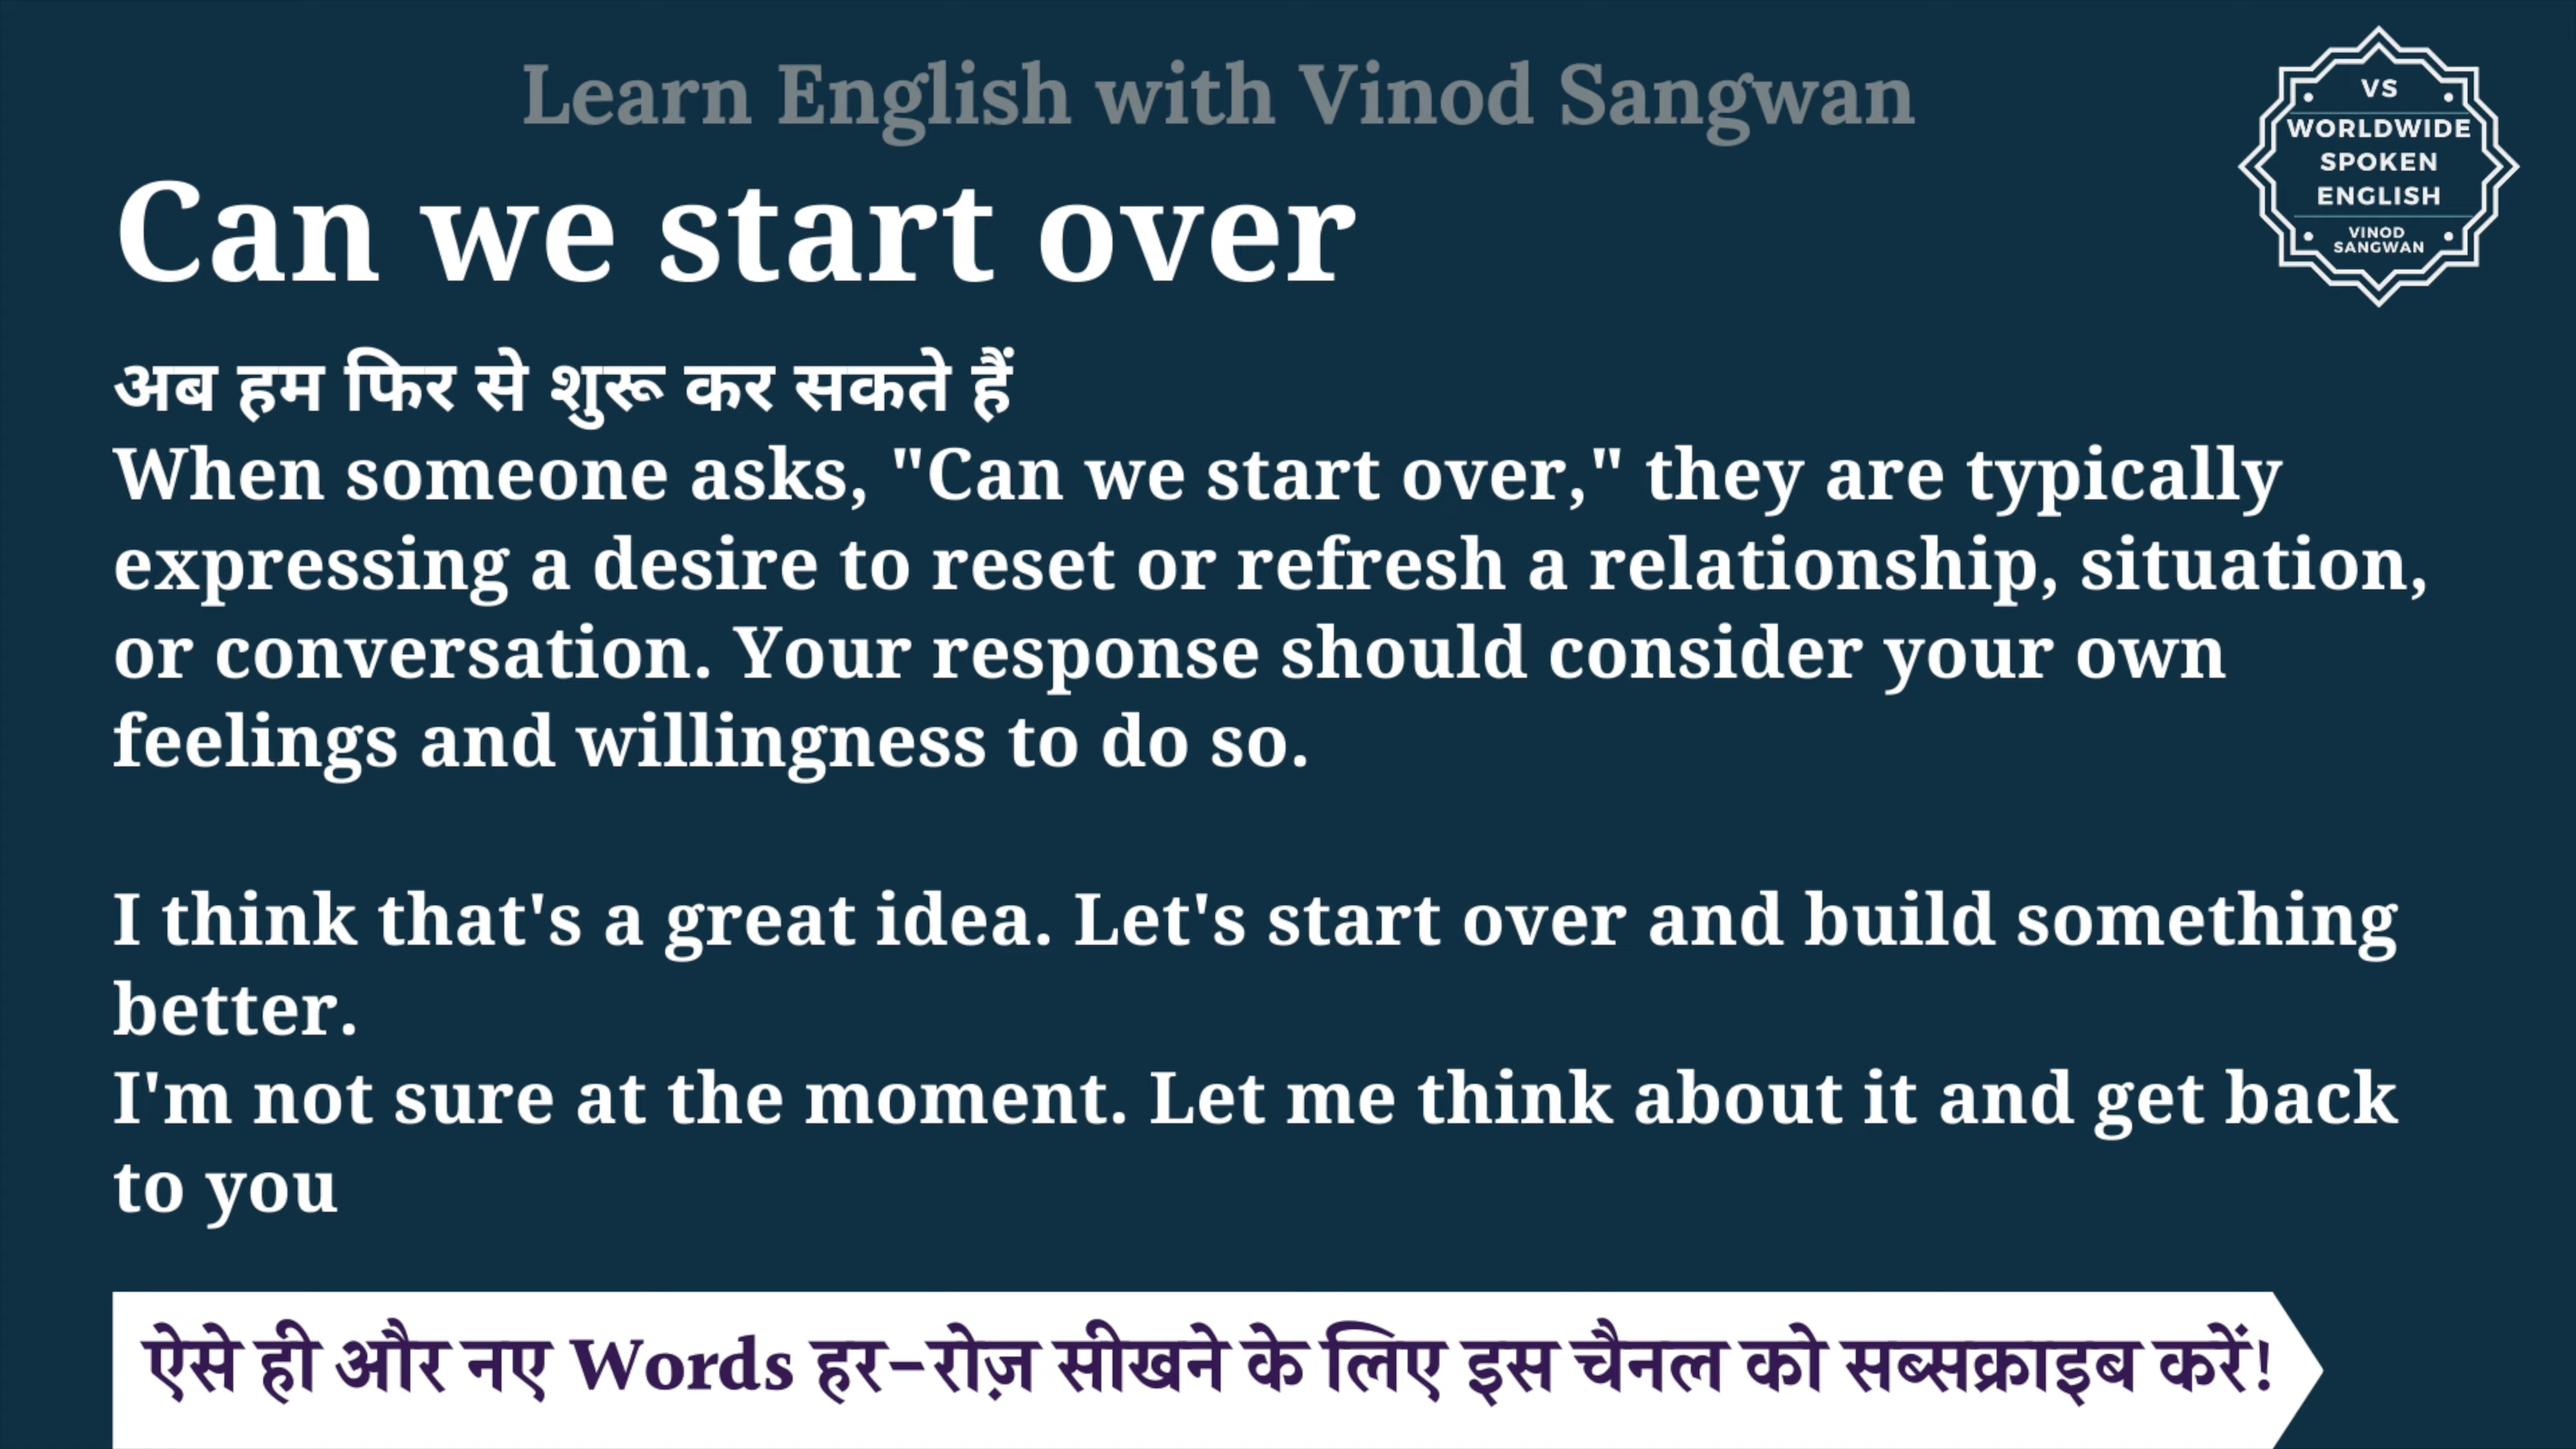 Learn English with Vinod Sangwan
VS
WORLDWIDE
SPOKEN
ENGLISH
VINOD
SANGWAN
Can we start over
अब हम फिर से शुरू कर सकते हैं
When someone asks, "Can we start over," they are typically
expressing a desire to reset or refresh a relationship, situation,
or conversation. Your response should consider your own
feelings and willingness to do so.
I think that's a great idea. Let's start over and build something
better.
I'm not sure at the moment. Let me think about it and get back
to you
ऐसे ही और नए Words हर-रोज़ सीखने के लिए इस चैनल को सब्सक्राइब करें!